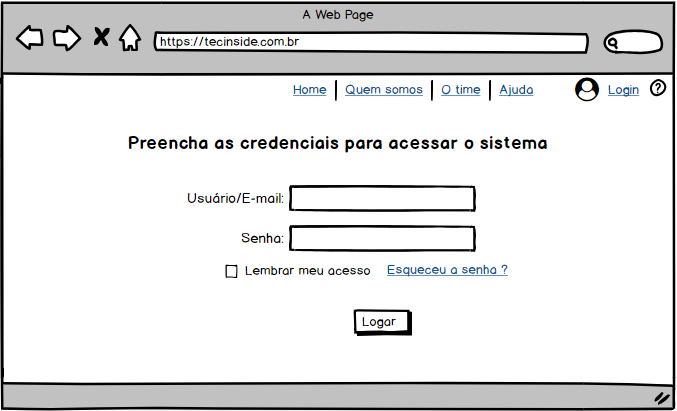 A Web Page
https://tecinside.com.br
Home Quem somos O time Ajuda Login ?
Preencha as credenciais para acessar o sistema
Usuário/E-mail:
Senha:
Lembrar meu acesso Esqueceu a senha ?
Logar